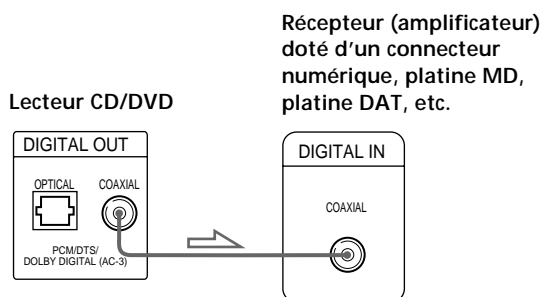 Récepteur (amplificateur)
doté d'un connecteur
numérique, platine MD,
platine DAT, etc.
Lecteur CD/DVD
DIGITAL OUT
OPTICAL COAXIAL
PCM/DTS/
DOLBY DIGITAL (AC-3)
DIGITAL IN
COAXIAL